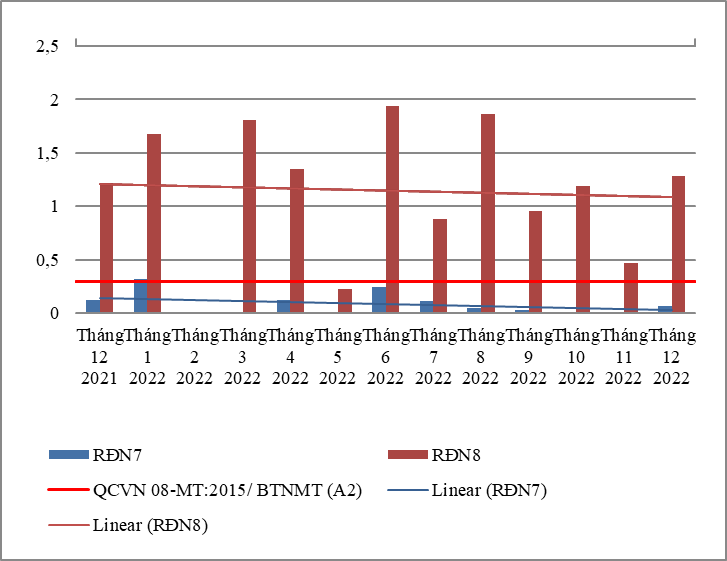 2,5
2
1,5
1
0,5
0
Tháng Tháng Tháng Tháng Tháng Tháng Tháng Tháng Tháng Tháng Tháng Tháng Tháng
12 1 2 3 4 5 6 7 8 9 10 11 12
2021 2022 2022 2022 2022 2022 2022 2022 2022 2022 2022 2022 2022
RĐN7 RĐN8
QCVN 08-MT:2015/ BTNMT (A2) Linear (RĐN7)
Linear (RĐN8)